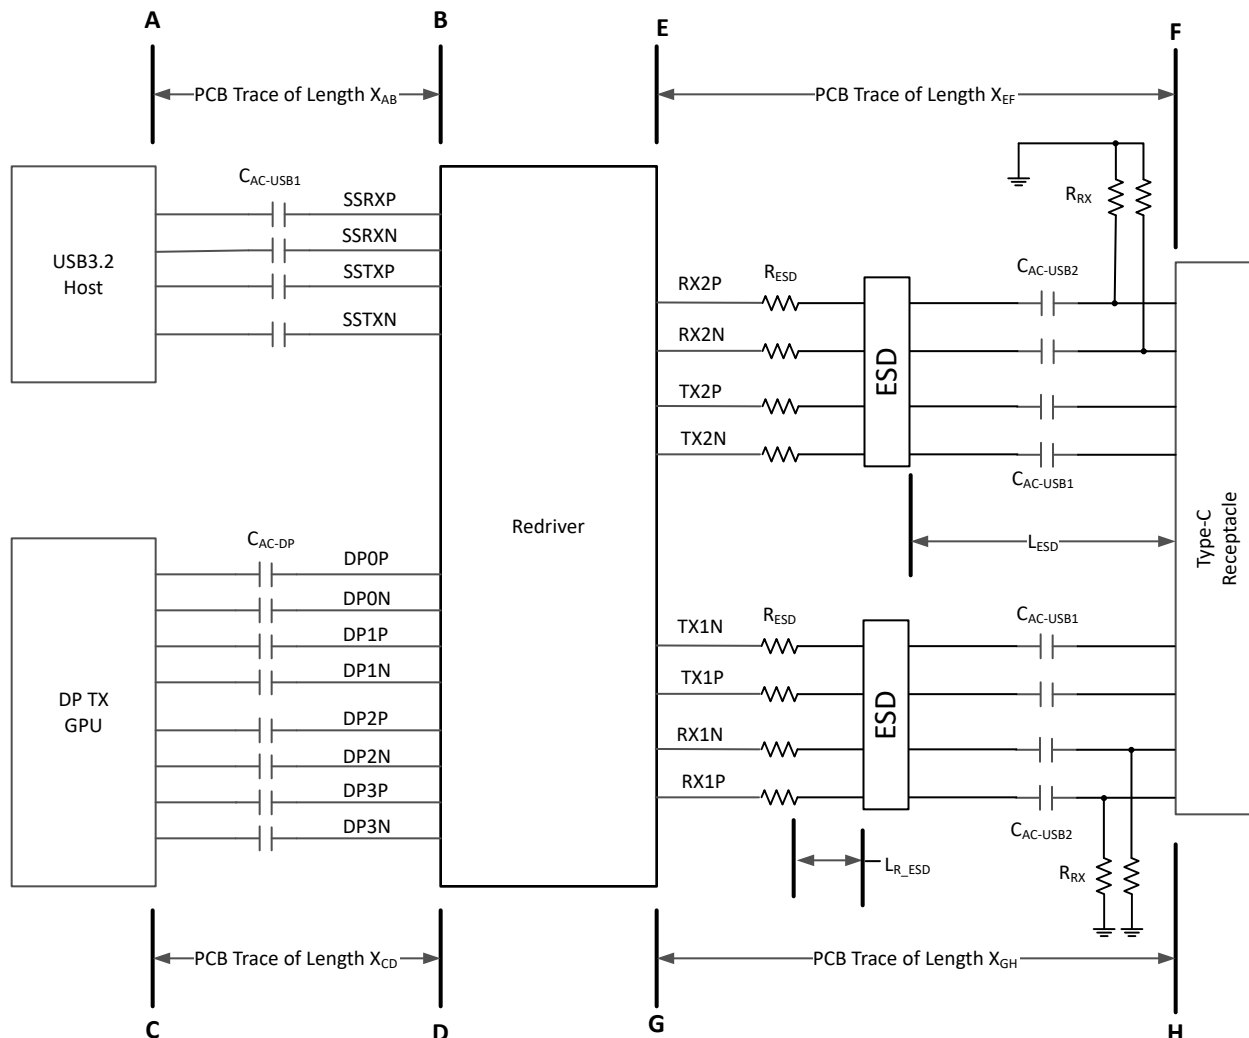 A
B
E
F
PCB Trace of Length XAB
PCB Trace of Length XEF
CAC-USB1
SSRXP
SSRXN
SSTXP
SSTXN
USB3.2
Host
RRX
CAC-USB2
RX2P
RESD
RX2N
TX2P
TX2N
ESD
CAC-USB1
LESD
Redriver
Type-C
Receptacle
CAC-DP
DP0P
DP0N
DP1P
DP1N
DP2P
DP2N
DP3P
DP3N
DP TX
GPU
TX1N
RESD
CAC-USB1
TX1P
RX1N
RX1P
ESD
CAC-USB2
LR_ESD
RRX
PCB Trace of Length XCD
PCB Trace of Length XGH
C
D
G
H